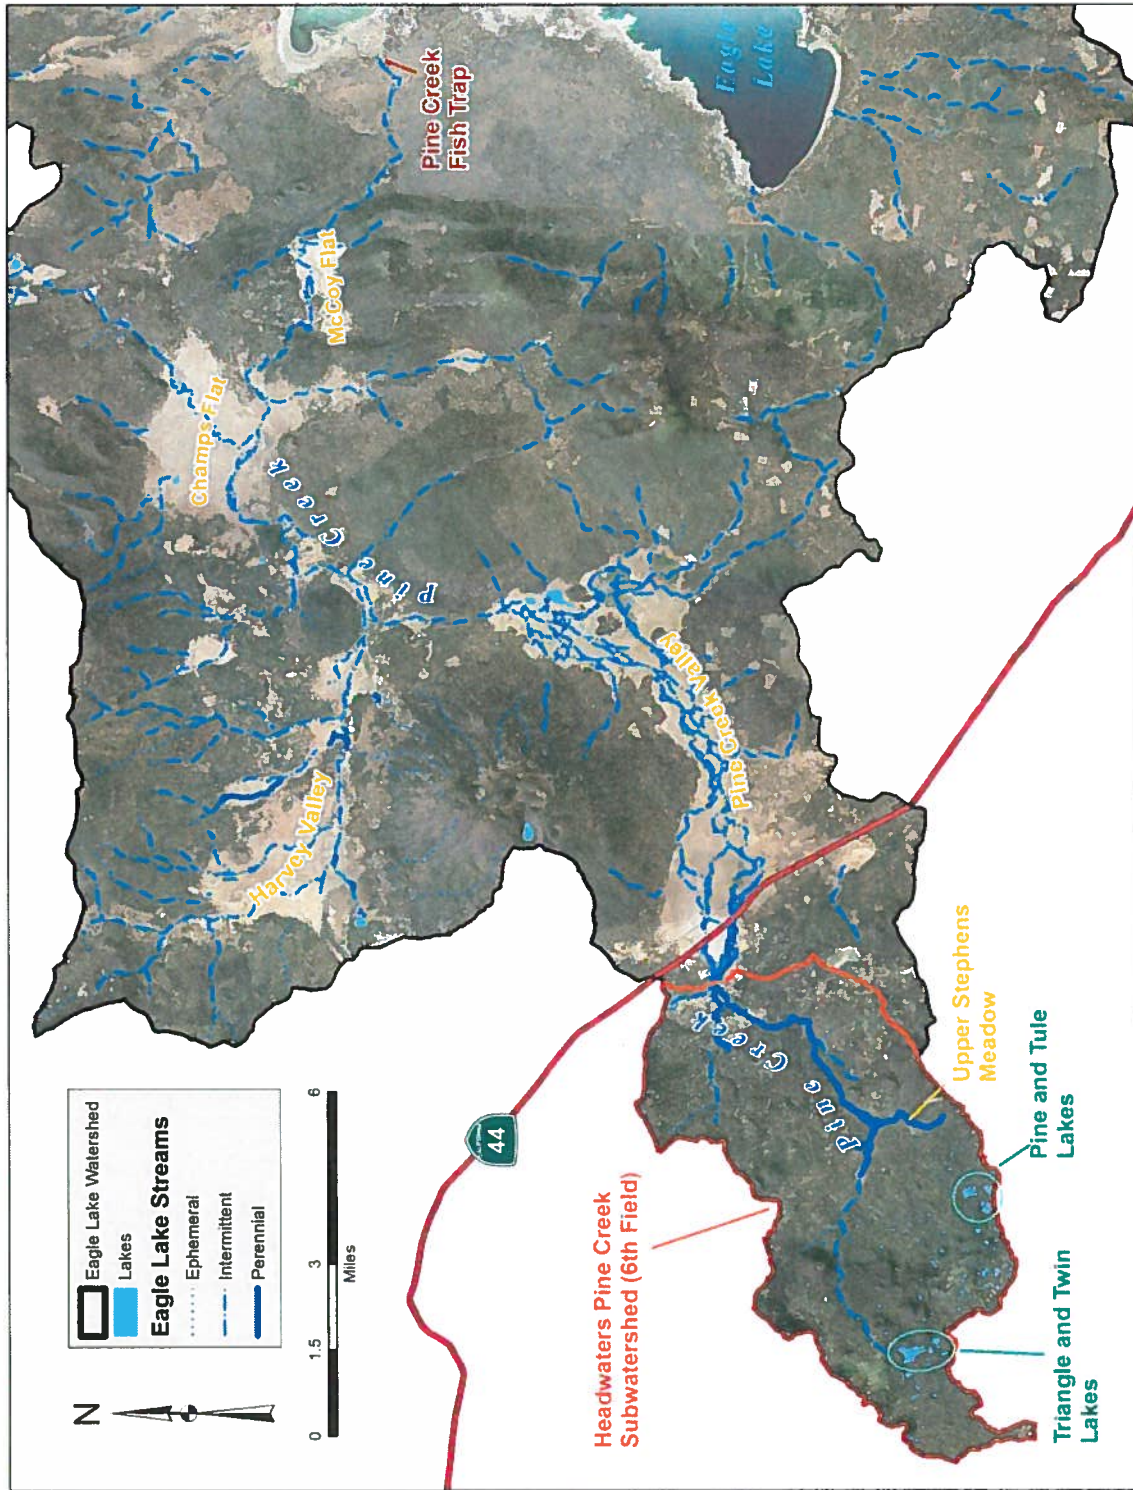 N
Eagle Lake Watershed
Lakes
Eagle Lake Streams
Ephemeral
Intermittent
Perennial
0
1.5
3
6
Miles
44
Headwaters Pine Creek
Subwatershed (6th Field)
Triangle and Twin
Lakes
Pine and Tule
Lakes
Upper Stephens
Meadow
Pine Creek
Harvey Valley
Pine Creek Valley
Pine Creek
Champs Flat
McCoy Flat
Pine Creek
Fish Trap
Eagle
Lake